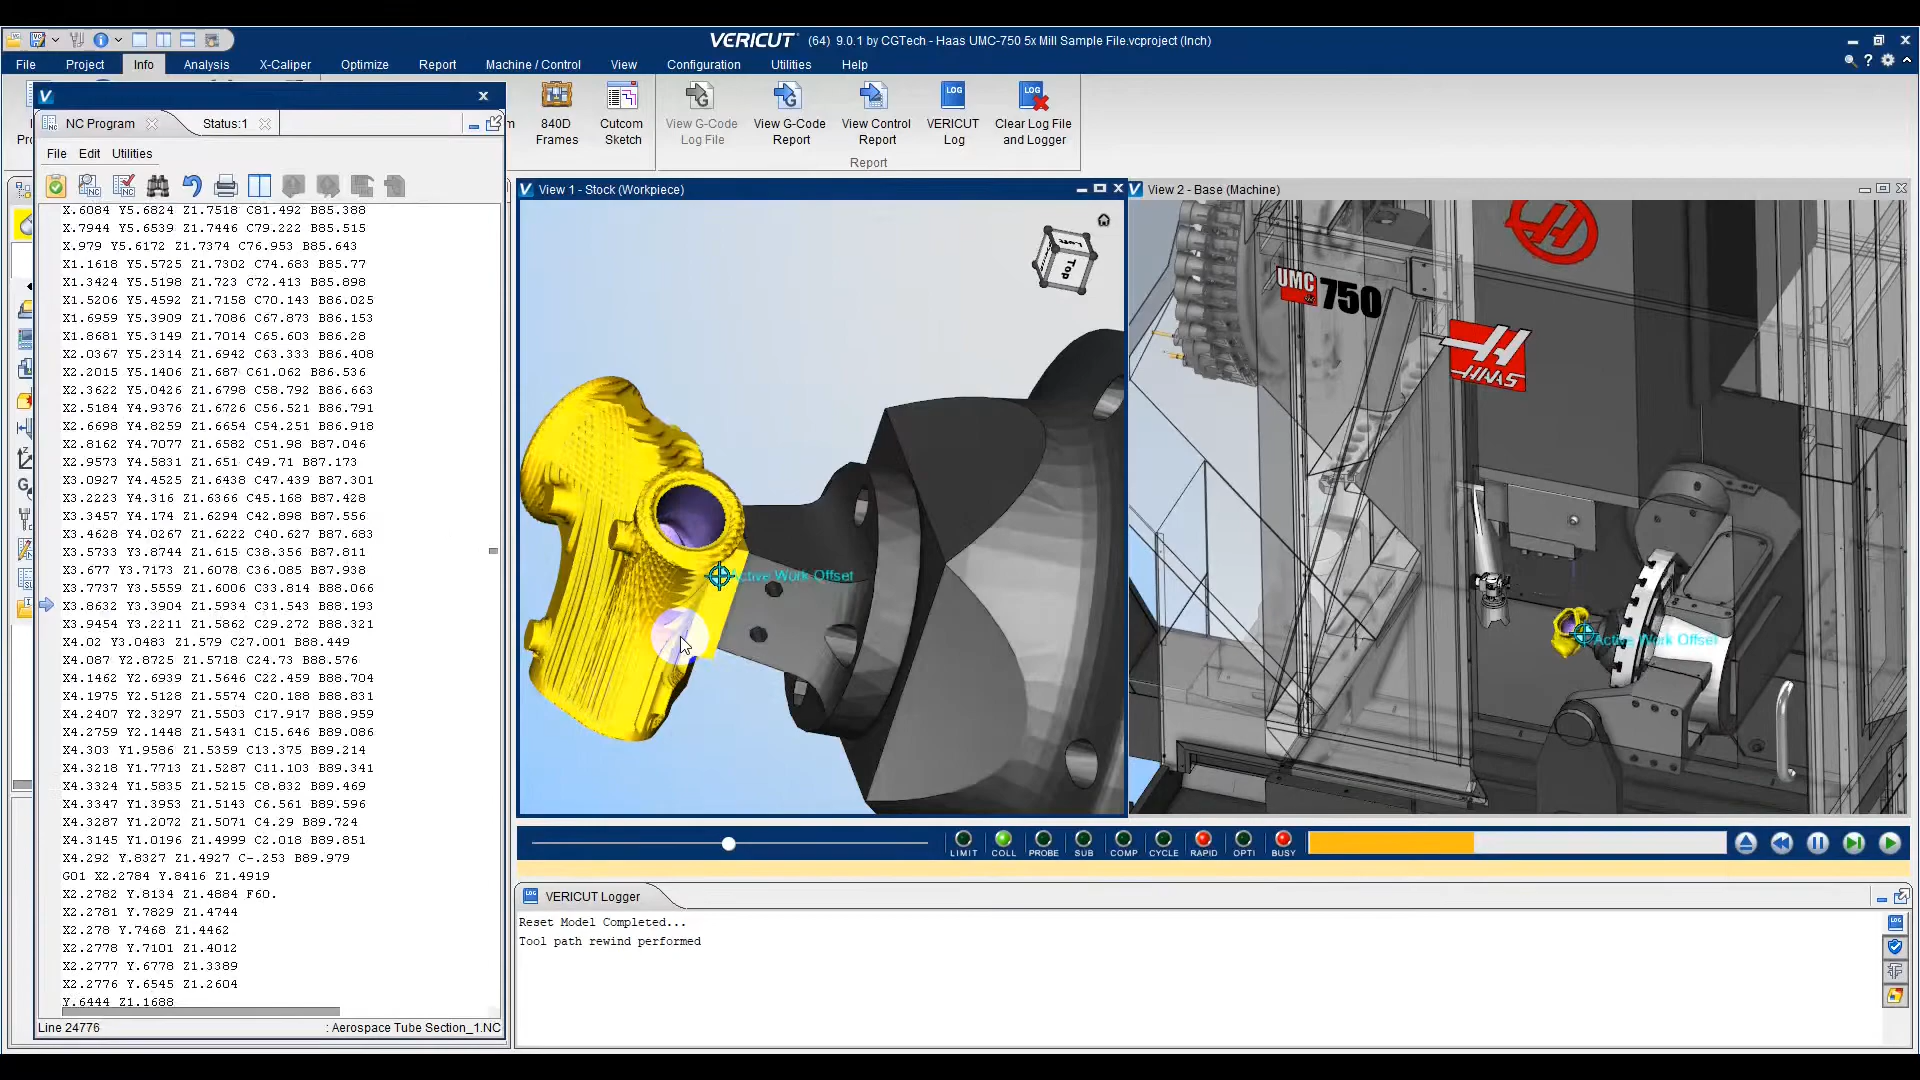 VERICUT (64) 9.0.1 by CGTech - Haas UMC-750 5x Mill Sample File.vcproject (Inch)
File Project Info Analysis X-Caliper Optimize Report Machine / Control View Configuration Utilities Help
840D Frames
Cutcom Sketch
View G-Code Log File
View G-Code Report
View Control Report
VERICUT Log
Clear Log File and Logger
Report
NC Program
Status:1
File Edit Utilities
X.6084 Y5.6824 Z1.7518 C81.492 B85.388
X.7944 Y5.6539 Z1.7446 C79.222 B85.515
X.979 Y5.6172 Z1.7374 C76.953 B85.643
X1.1618 Y5.5725 Z1.7302 C74.683 B85.77
X1.3424 Y5.5198 Z1.723 C72.413 B85.898
X1.5206 Y5.4592 Z1.7158 C70.143 B86.025
X1.6959 Y5.3909 Z1.7086 C67.873 B86.153
X1.8681 Y5.3149 Z1.7014 C65.603 B86.28
X2.0367 Y5.2314 Z1.6942 C63.333 B86.408
X2.2015 Y5.1406 Z1.687 C61.062 B86.536
X2.3622 Y5.0426 Z1.6798 C58.792 B86.663
X2.5184 Y4.9376 Z1.6726 C56.521 B86.791
X2.6698 Y4.8259 Z1.6654 C54.251 B86.918
X2.8162 Y4.7077 Z1.6582 C51.98 B87.046
X2.9573 Y4.5831 Z1.651 C49.71 B87.173
X3.0927 Y4.4525 Z1.6438 C47.439 B87.301
X3.2223 Y4.316 Z1.6366 C45.168 B87.428
X3.3457 Y4.174 Z1.6294 C42.898 B87.556
X3.4628 Y4.0267 Z1.6222 C40.627 B87.683
X3.5733 Y3.8744 Z1.615 C38.356 B87.811
X3.677 Y3.7173 Z1.6078 C36.085 B87.938
X3.7737 Y3.5559 Z1.6006 C33.814 B88.066
X3.8632 Y3.3904 Z1.5934 C31.543 B88.193
X3.9454 Y3.2211 Z1.5862 C29.272 B88.321
X4.02 Y3.0483 Z1.579 C27.001 B88.449
X4.087 Y2.8725 Z1.5718 C24.73 B88.576
X4.1462 Y2.6939 Z1.5646 C22.459 B88.704
X4.1975 Y2.5128 Z1.5574 C20.188 B88.831
X4.2407 Y2.3297 Z1.5503 C17.917 B88.959
X4.2759 Y2.1448 Z1.5431 C15.646 B89.086
X4.303 Y1.9586 Z1.5359 C13.375 B89.214
X4.3218 Y1.7713 Z1.5287 C11.103 B89.341
X4.3324 Y1.5835 Z1.5215 C8.832 B89.469
X4.3347 Y1.3953 Z1.5143 C6.561 B89.596
X4.3287 Y1.2072 Z1.5071 C4.29 B89.724
X4.3145 Y1.0196 Z1.4999 C2.018 B89.851
X4.292 Y.8327 Z1.4927 C-.253 B89.979
G01 X2.2784 Y.8416 Z1.4919
X2.2782 Y.8134 Z1.4884 F60.
X2.2781 Y.7829 Z1.4744
X2.278 Y.7468 Z1.4462
X2.2778 Y.7101 Z1.4012
X2.2777 Y.6778 Z1.3389
X2.2776 Y.6545 Z1.2604
Y.6444 Z1.1688
Line 24776 : Aerospace Tube Section_1.NC
View 1 - Stock (Workpiece)
Left
Top
Active Work Offset
View 2 - Base (Machine)
UMC 750
HAAS
Active Work Offset
LIMIT COLL PROBE SUB COMP CYCLE RAPID OPTI BUSY
VERICUT Logger
Reset Model Completed...
Tool path rewind performed